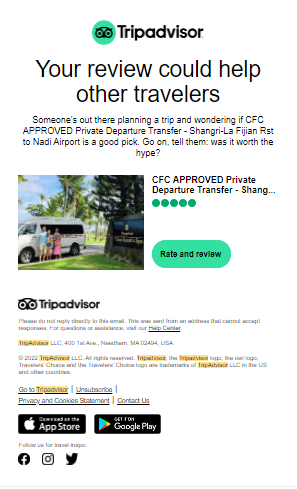 Tripadvisor
Your review could help
other travelers
Someone's out there planning a trip and wondering if CFC
APPROVED Private Departure Transfer - Shangri-La Fijian Rst
to Nadi Airport is a good pick. Go on, tell them: was it worth the
hype?
CFC APPROVED Private
Departure Transfer - Shang...
Rate and review
Tripadvisor
Please do not reply directly to this email. This was sent from an address that cannot accept
responses. For questions or assistance, visit our Help Center.
TripAdvisor LLC, 400 1st Ave., Needham, MA 02494, USA
© 2022 TripAdvisor LLC. All rights reserved. Tripadvisor, the Tripadvisor logo, the owl logo,
Travelers' Choice and the Travelers' Choice logo are trademarks of TripAdvisor LLC in the US
and other countries.
Go to Tripadvisor | Unsubscribe |
Privacy and Cookies Statement | Contact Us
Download on the
App Store
GET IT ON
Google Play
Follow us for travel inspo: